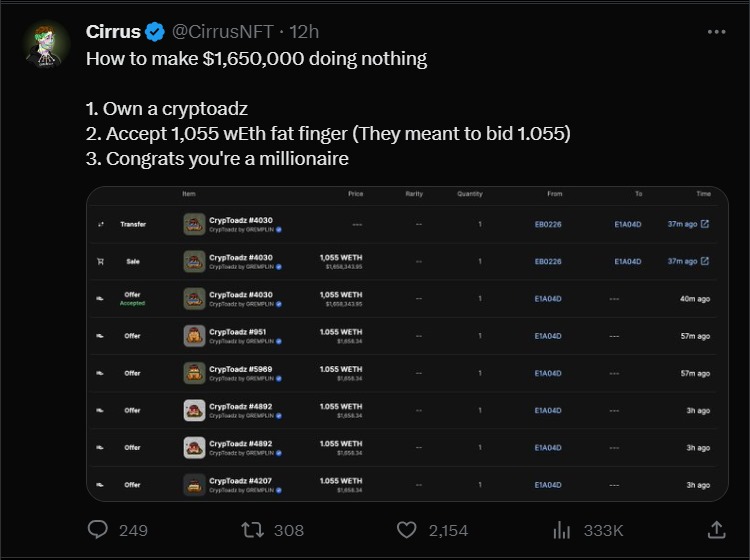 Cirrus @CirrusNFT · 12h
How to make $1,650,000 doing nothing
1. Own a cryptoadz
2. Accept 1,055 wEth fat finger (They meant to bid 1.055)
3. Congrats you're a millionaire
Item Price Rarity Quantity From To Time
Transfer CrypToadz #4030 --- -- 1 EB0226 E1A04D 37m ago
CrypToadz by GREMPLIN
Sale CrypToadz #4030 1,055 WETH -- 1 EB0226 E1A04D 37m ago
CrypToadz by GREMPLIN $1,658,343.95
Offer CrypToadz #4030 1,055 WETH -- 1 E1A04D --- 40m ago
Accepted CrypToadz by GREMPLIN $1,658,343.95
Offer CrypToadz #951 1.055 WETH -- 1 E1A04D --- 57m ago
CrypToadz by GREMPLIN $1,658.34
Offer CrypToadz #5969 1.055 WETH -- 1 E1A04D --- 57m ago
CrypToadz by GREMPLIN $1,658.34
Offer CrypToadz #4892 1.055 WETH -- 1 E1A04D --- 3h ago
CrypToadz by GREMPLIN $1,658.34
Offer CrypToadz #4892 1.055 WETH -- 1 E1A04D --- 3h ago
CrypToadz by GREMPLIN $1,658.34
Offer CrypToadz #4207 1.055 WETH -- 1 E1A04D --- 3h ago
CrypToadz by GREMPLIN $1,658.34
249 308 2,154 333K